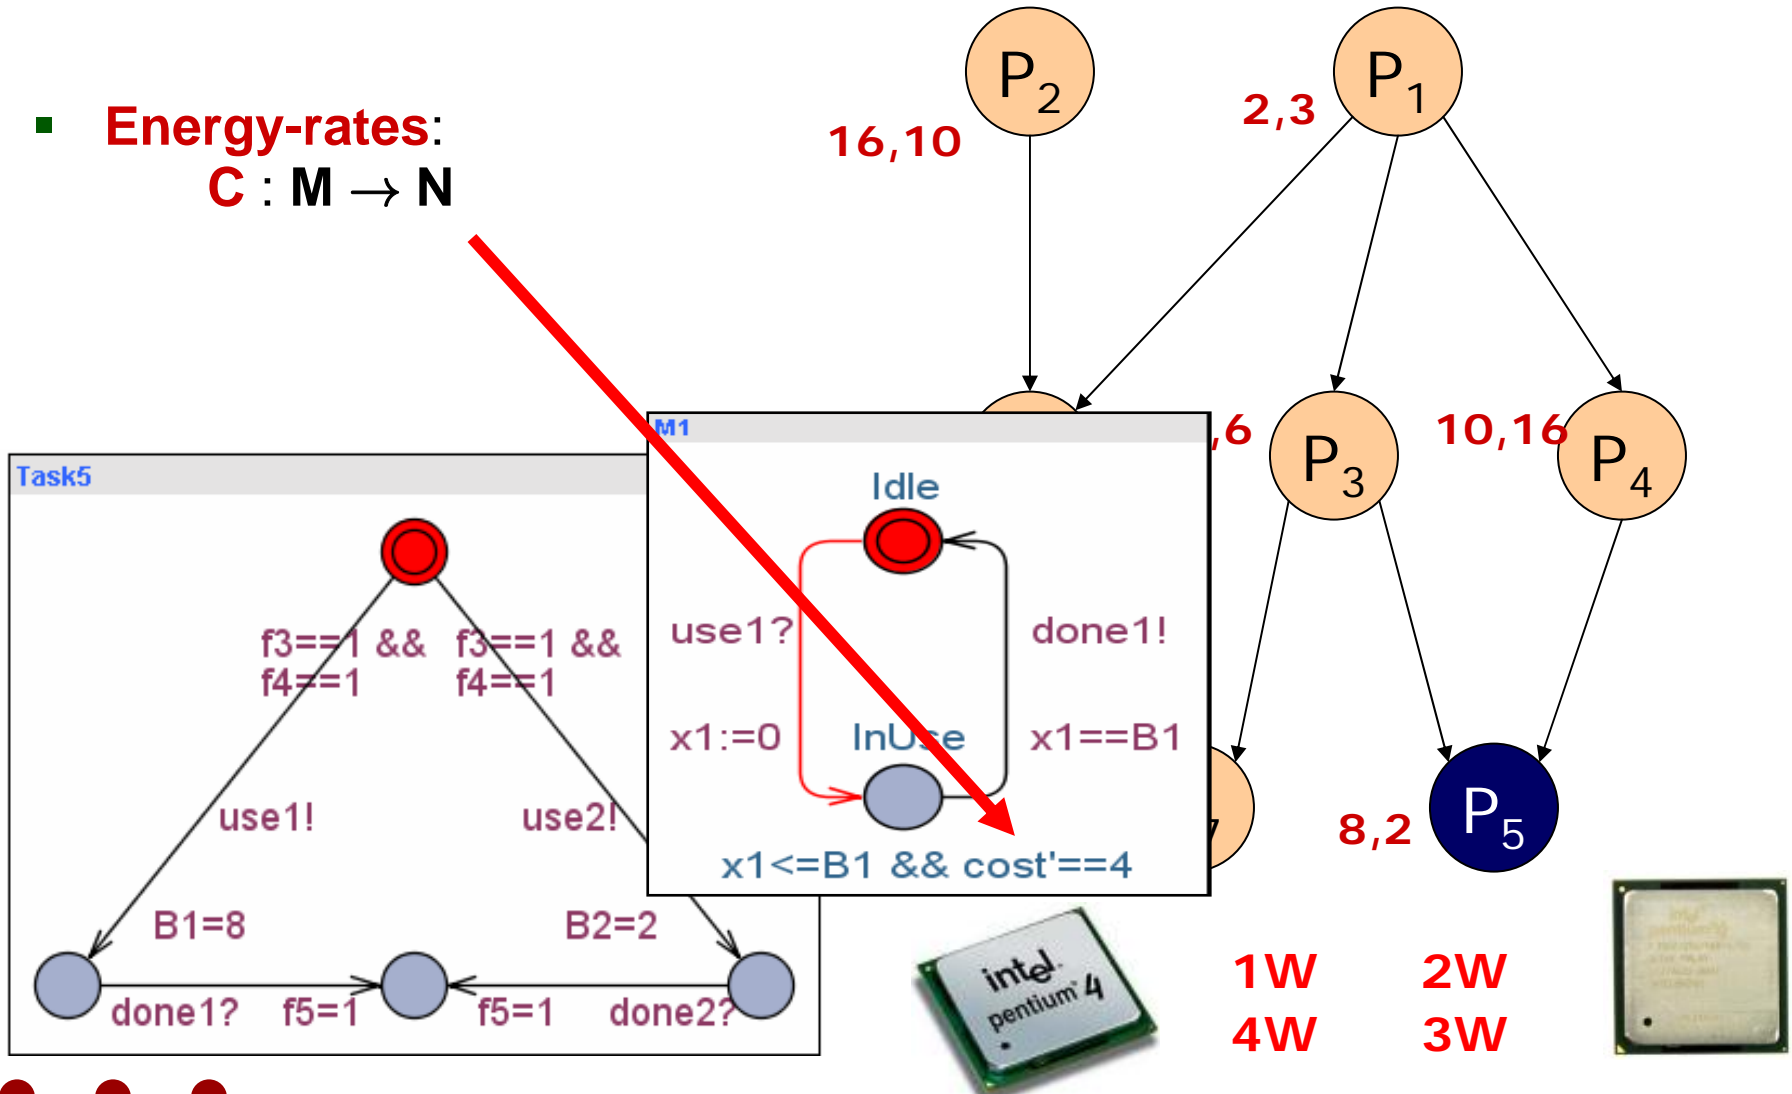 ▪ Energy-rates:
C : M → N
P2
P1
16,10
2,3
,6
P3
10,16
P4
8,2
P5
Task5
f3==1 &&
f4==1
f3==1 &&
f4==1
use1!
use2!
B1=8
B2=2
done1?
f5=1
f5=1
done2?
M1
Idle
use1?
done1!
x1:=0
InUse
x1==B1
x1<=B1 && cost'==4
intel
pentium 4
1W
2W
4W
3W